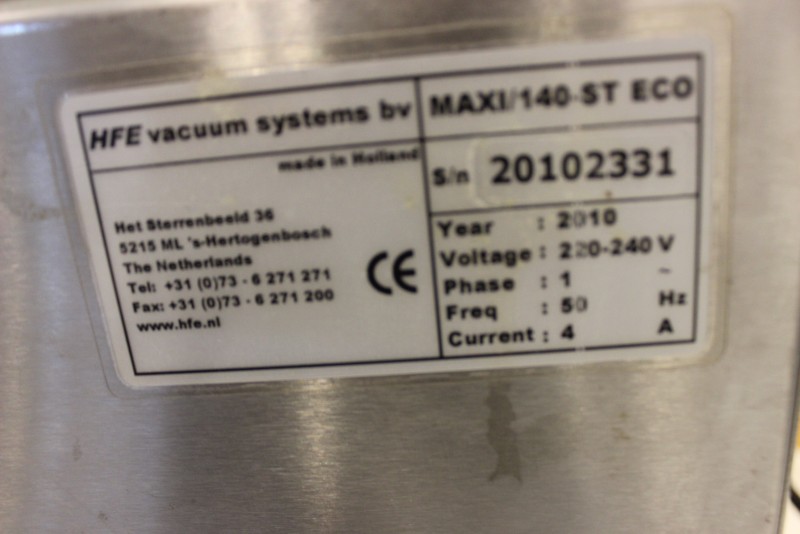 HFE vacuum systems bv
made in Holland
Het Sterrenbeeld 36
5215 ML 's-Hertogenbosch
The Netherlands
Tel: +31 (0)73 - 6 271 271
Fax: +31 (0)73 - 6 271 200
www.hfe.nl
CE
MAXI/140-ST ECO
S/n 20102331
Year : 2010
Voltage : 220-240 V
Phase : 1 ~
Freq : 50 Hz
Current : 4 A